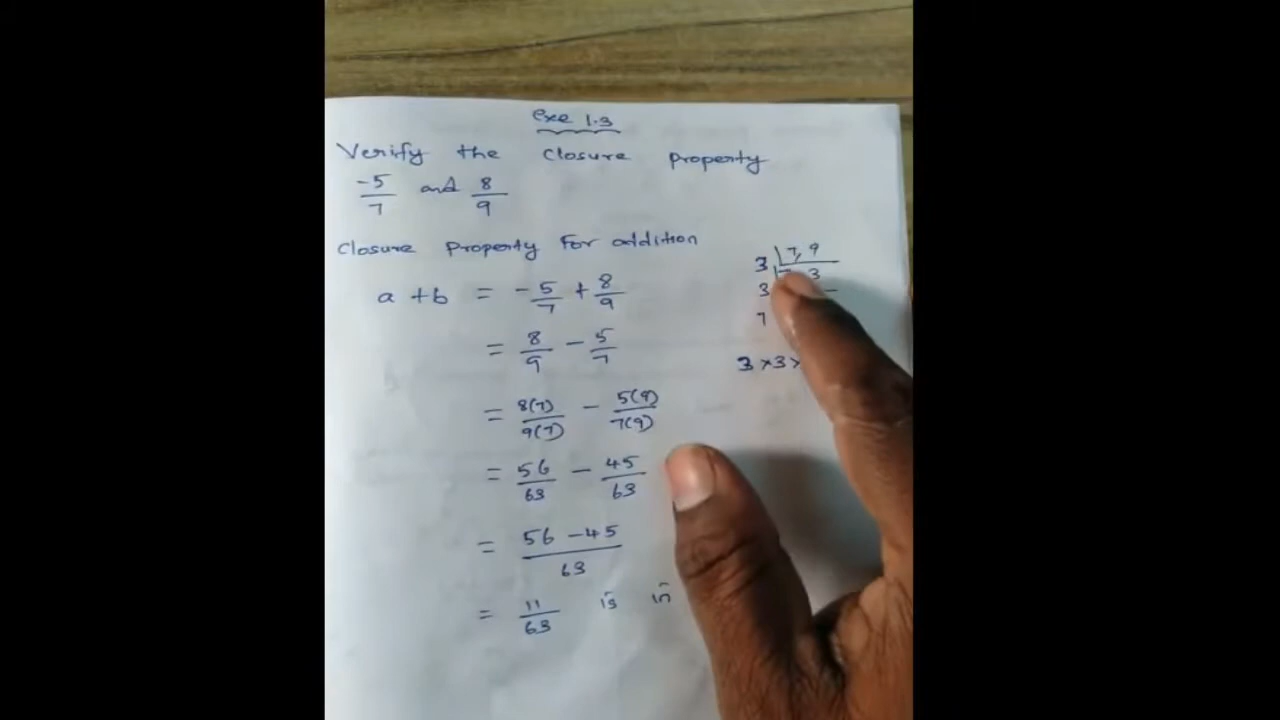 Exe 1.3
Verify the closure property
-5/7 and 8/9
Closure Property For addition
a + b = -5/7 + 8/9
= 8/9 - 5/7
= 8(7)/9(7) - 5(9)/7(9)
= 56/63 - 45/63
= 56 - 45/63
= 11/63 is in
3 7, 9
3 3
7
3 × 3 ×